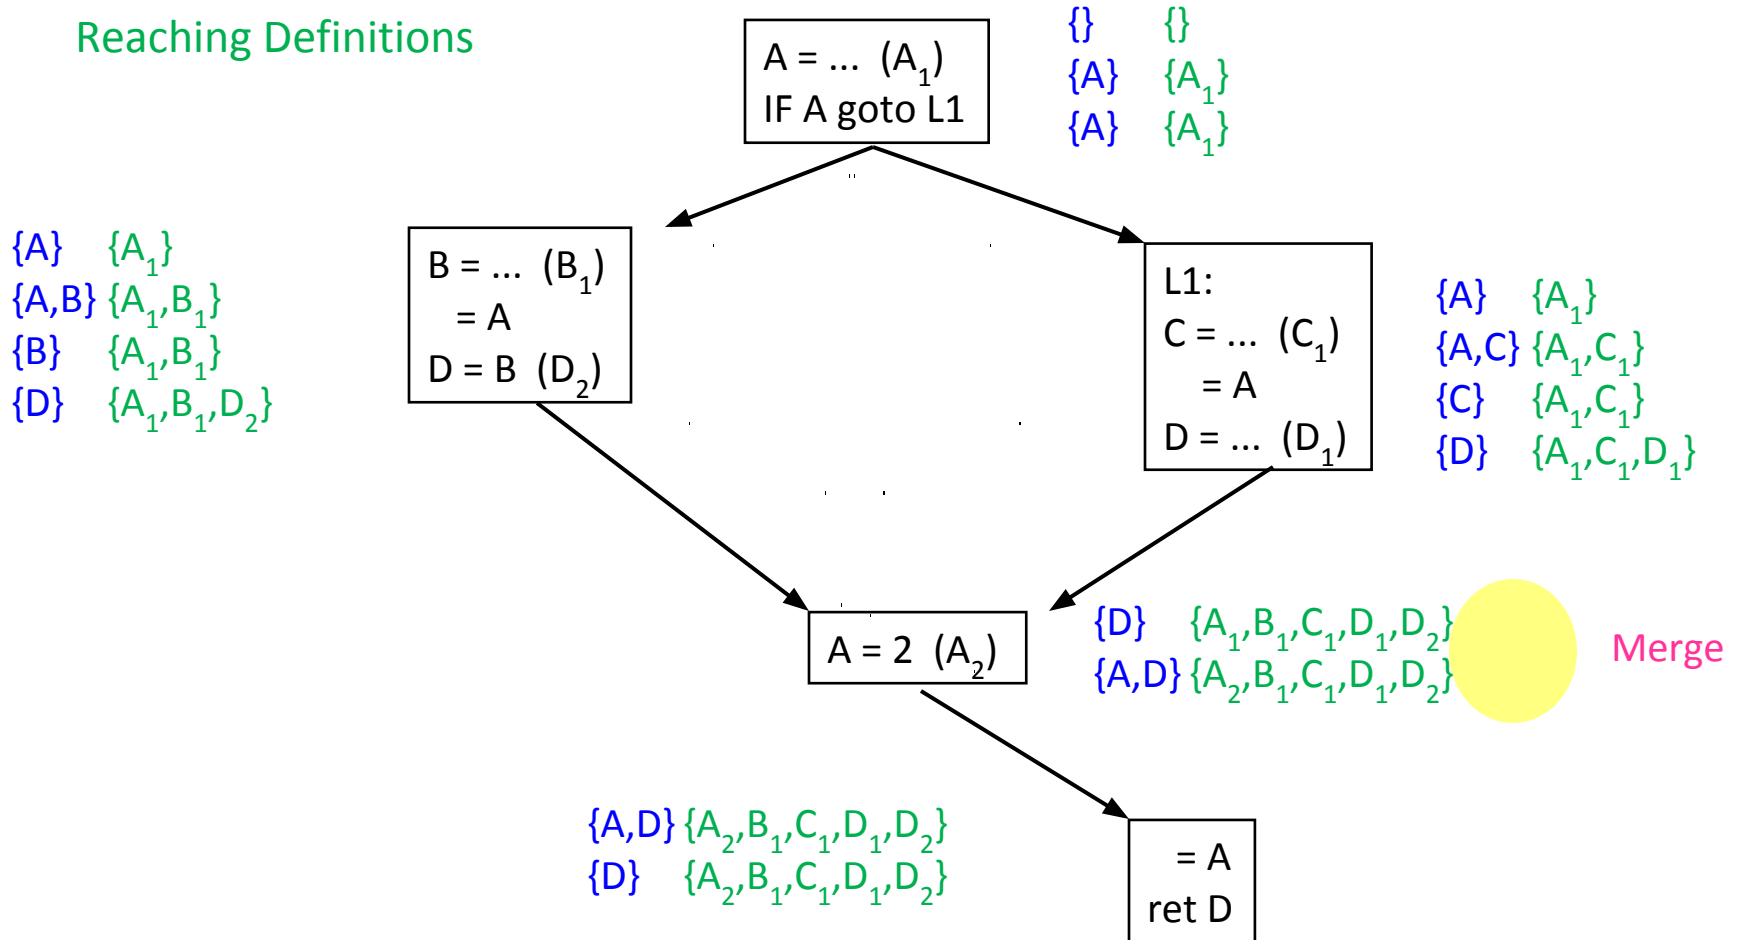 Reaching Definitions
A = ... (A₁)
IF A goto L1
{} {}
{A} {A₁}
{A} {A₁}
{A} {A₁}
{A,B} {A₁,B₁}
{B} {A₁,B₁}
{D} {A₁,B₁,D₂}
B = ... (B₁)
= A
D = B (D₂)
L1:
C = ... (C₁)
= A
D = ... (D₁)
{A} {A₁}
{A,C} {A₁,C₁}
{C} {A₁,C₁}
{D} {A₁,C₁,D₁}
A = 2 (A₂)
{D} {A₁,B₁,C₁,D₁,D₂}
{A,D} {A₂,B₁,C₁,D₁,D₂}
Merge
{A,D} {A₂,B₁,C₁,D₁,D₂}
{D} {A₂,B₁,C₁,D₁,D₂}
= A
ret D